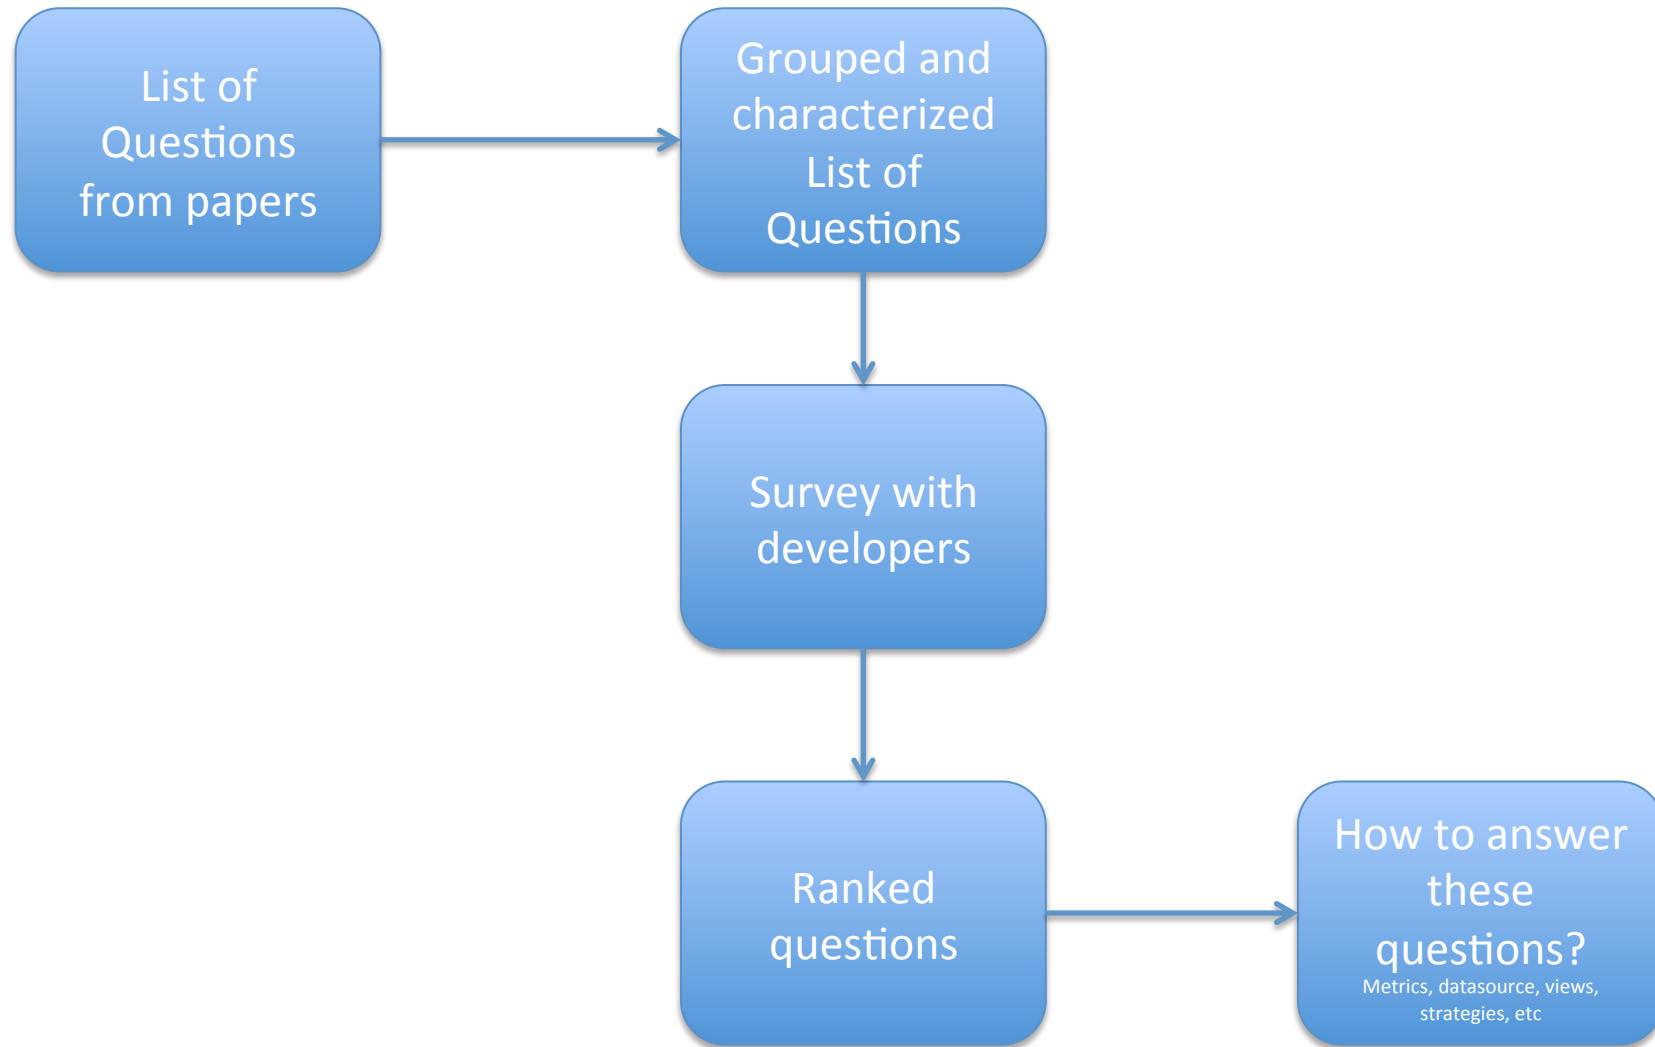 List of
Questions
from papers
Grouped and
characterized
List of
Questions
Survey with
developers
Ranked
questions
How to answer
these
questions?
Metrics, datasource, views,
strategies, etc